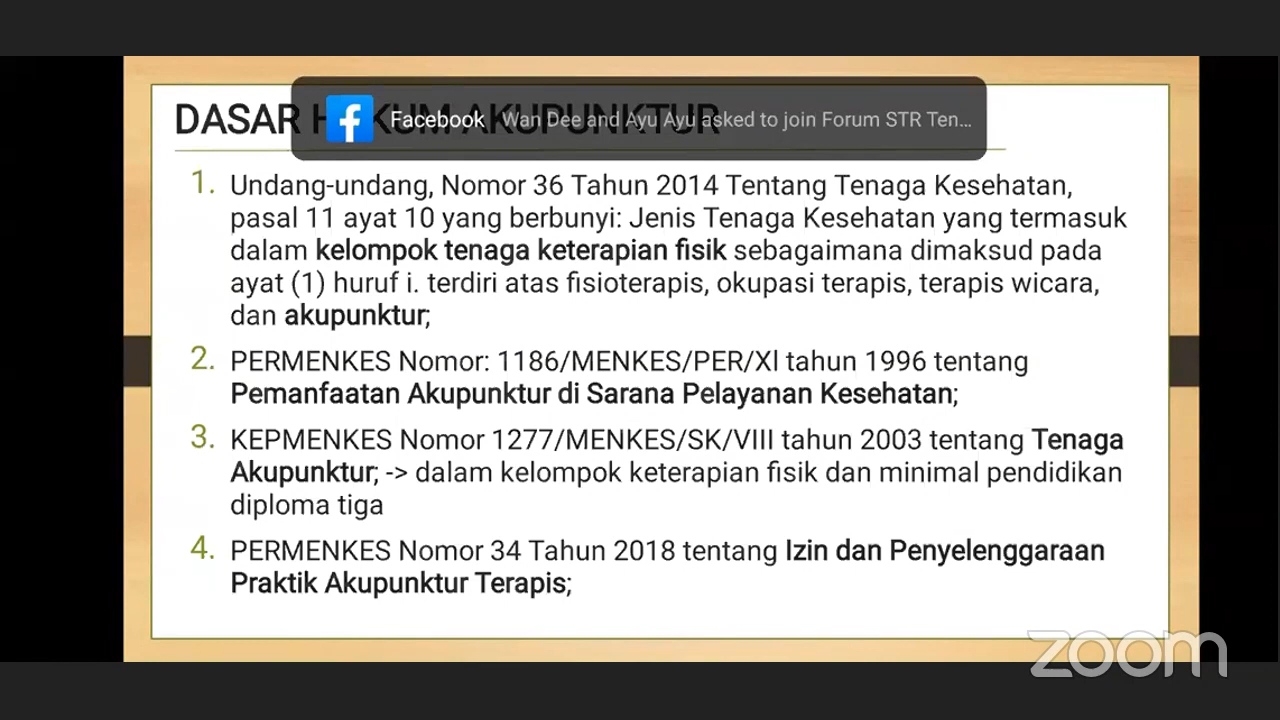 DASAR HUKUM AKUPUNKTUR
Facebook Wan Dee and Ayu Ayu asked to join Forum STR Ten...
1. Undang-undang, Nomor 36 Tahun 2014 Tentang Tenaga Kesehatan,
pasal 11 ayat 10 yang berbunyi: Jenis Tenaga Kesehatan yang termasuk
dalam kelompok tenaga keterapian fisik sebagaimana dimaksud pada
ayat (1) huruf i. terdiri atas fisioterapis, okupasi terapis, terapis wicara,
dan akupunktur;
2. PERMENKES Nomor: 1186/MENKES/PER/Xl tahun 1996 tentang
Pemanfaatan Akupunktur di Sarana Pelayanan Kesehatan;
3. KEPMENKES Nomor 1277/MENKES/SK/VIII tahun 2003 tentang Tenaga
Akupunktur; -> dalam kelompok keterapian fisik dan minimal pendidikan
diploma tiga
4. PERMENKES Nomor 34 Tahun 2018 tentang Izin dan Penyelenggaraan
Praktik Akupunktur Terapis;
zoom